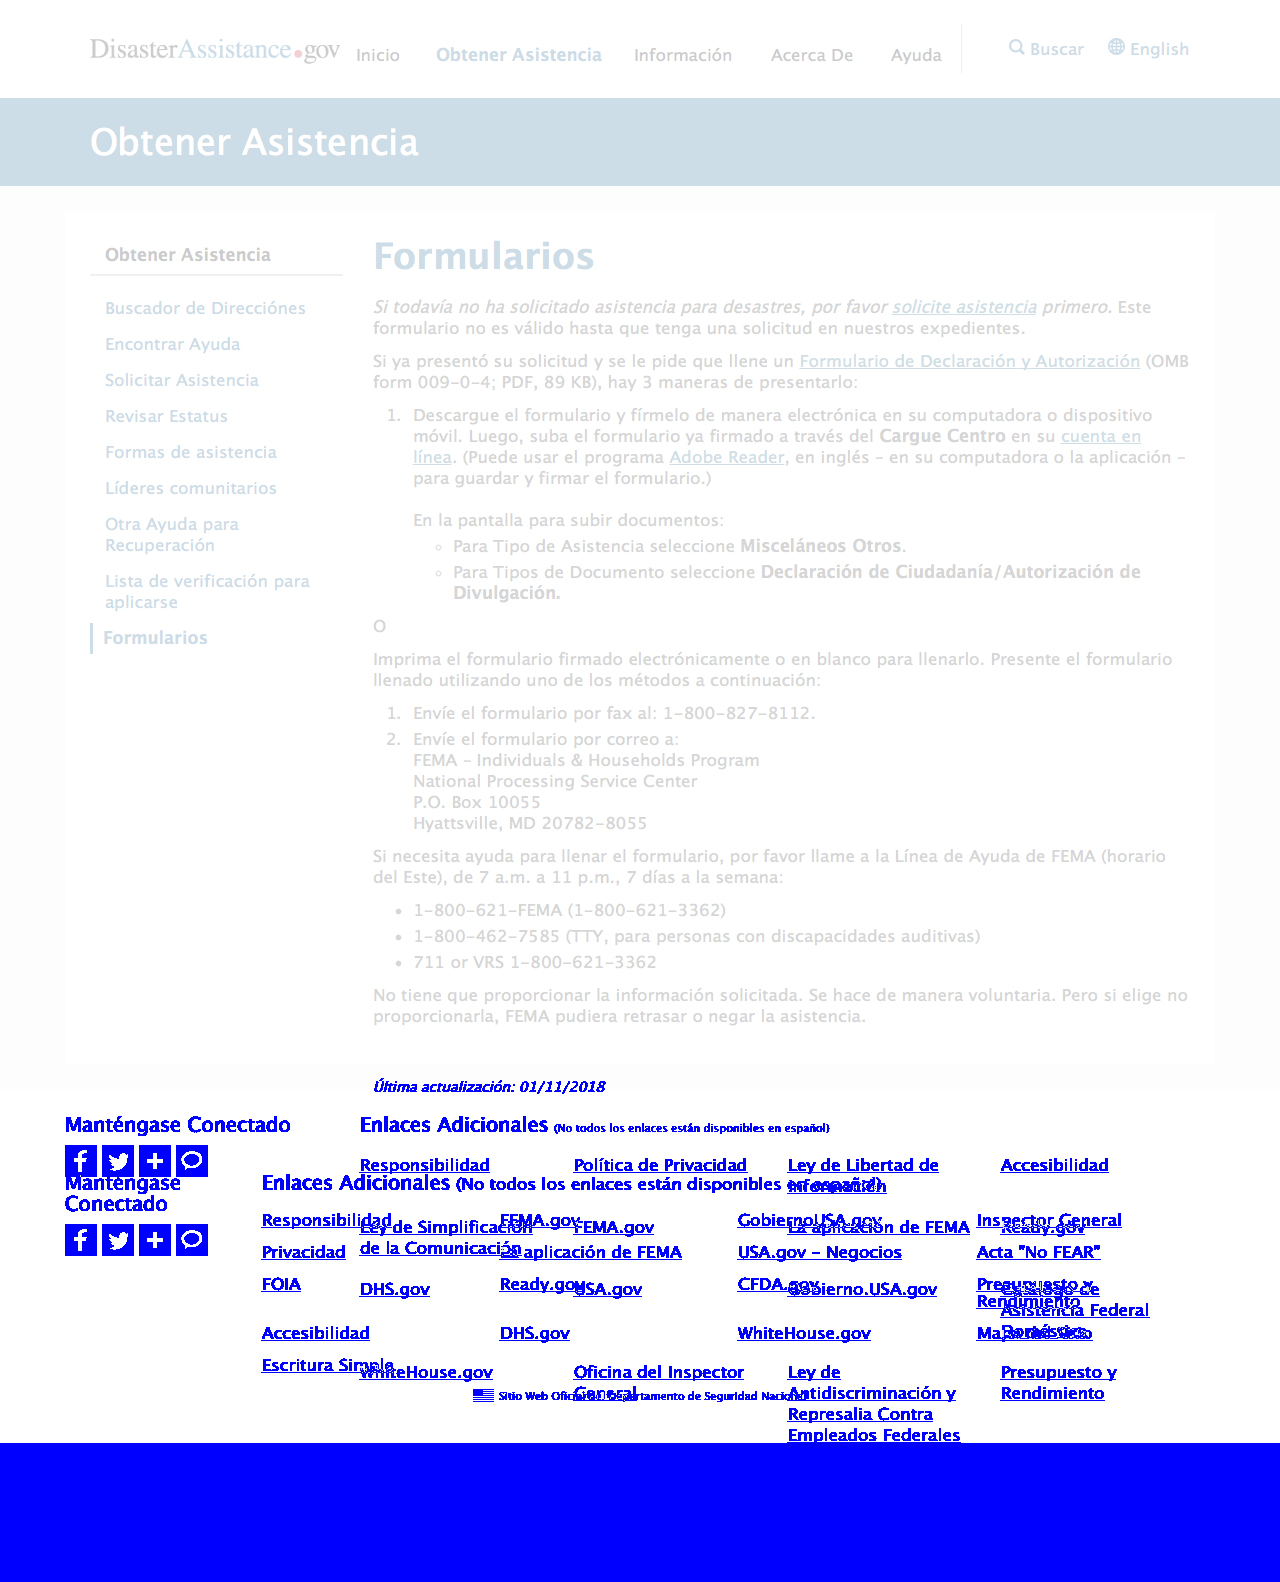 DisasterAssistance.gov Inicio Obtener Asistencia Información Acerca De Ayuda Buscar English
Obtener Asistencia
Obtener Asistencia
Buscador de Direcciónes
Encontrar Ayuda
Solicitar Asistencia
Revisar Estatus
Formas de asistencia
Líderes comunitarios
Otra Ayuda para
Recuperación
Lista de verificación para
aplicarse
Formularios
Formularios
Si todavía no ha solicitado asistencia para desastres, por favor solicite asistencia primero. Este
formulario no es válido hasta que tenga una solicitud en nuestros expedientes.
Si ya presentó su solicitud y se le pide que llene un Formulario de Declaración y Autorización (OMB
form 009-0-4; PDF, 89 KB), hay 3 maneras de presentarlo:
1. Descargue el formulario y fírmelo de manera electrónica en su computadora o dispositivo
móvil. Luego, suba el formulario ya firmado a través del Cargue Centro en su cuenta en
línea. (Puede usar el programa Adobe Reader, en inglés – en su computadora o la aplicación –
para guardar y firmar el formulario.)
En la pantalla para subir documentos:
◦ Para Tipo de Asistencia seleccione Misceláneos Otros.
◦ Para Tipos de Documento seleccione Declaración de Ciudadanía/Autorización de
Divulgación.
O
Imprima el formulario firmado electrónicamente o en blanco para llenarlo. Presente el formulario
llenado utilizando uno de los métodos a continuación:
1. Envíe el formulario por fax al: 1-800-827-8112.
2. Envíe el formulario por correo a:
FEMA – Individuals & Households Program
National Processing Service Center
P.O. Box 10055
Hyattsville, MD 20782-8055
Si necesita ayuda para llenar el formulario, por favor llame a la Línea de Ayuda de FEMA (horario
del Este), de 7 a.m. a 11 p.m., 7 días a la semana:
• 1-800-621-FEMA (1-800-621-3362)
• 1-800-462-7585 (TTY, para personas con discapacidades auditivas)
• 711 or VRS 1-800-621-3362
No tiene que proporcionar la información solicitada. Se hace de manera voluntaria. Pero si elige no
proporcionarla, FEMA pudiera retrasar o negar la asistencia.
Última actualización: 01/11/2018
Manténgase Conectado
Enlaces Adicionales (No todos los enlaces están disponibles en español)
Responsibilidad Política de Privacidad Ley de Libertad de Accesibilidad
Información
Manténgase
Conectado
Enlaces Adicionales (No todos los enlaces están disponibles en español)
Responsibilidad FEMA.gov GobiernoUSA.gov Inspector General
Ley de Simplificación FEMA.gov La aplicación de FEMA Ready.gov
de la Comunicación
Privacidad La aplicación de FEMA USA.gov – Negocios Acta "No FEAR"
FOIA Ready.gov CFDA.gov Presupuesto y
Rendimiento
DHS.gov USA.gov Gobierno.USA.gov Catálogo de
Asistencia Federal
Doméstica
Accesibilidad DHS.gov WhiteHouse.gov
Escritura Simple
WhiteHouse.gov Oficina del Inspector Ley de Presupuesto y
General Antidiscriminación y Rendimiento
Represalia Contra
Empleados Federales
Sitio Web Oficial del Departamento de Seguridad Nacional